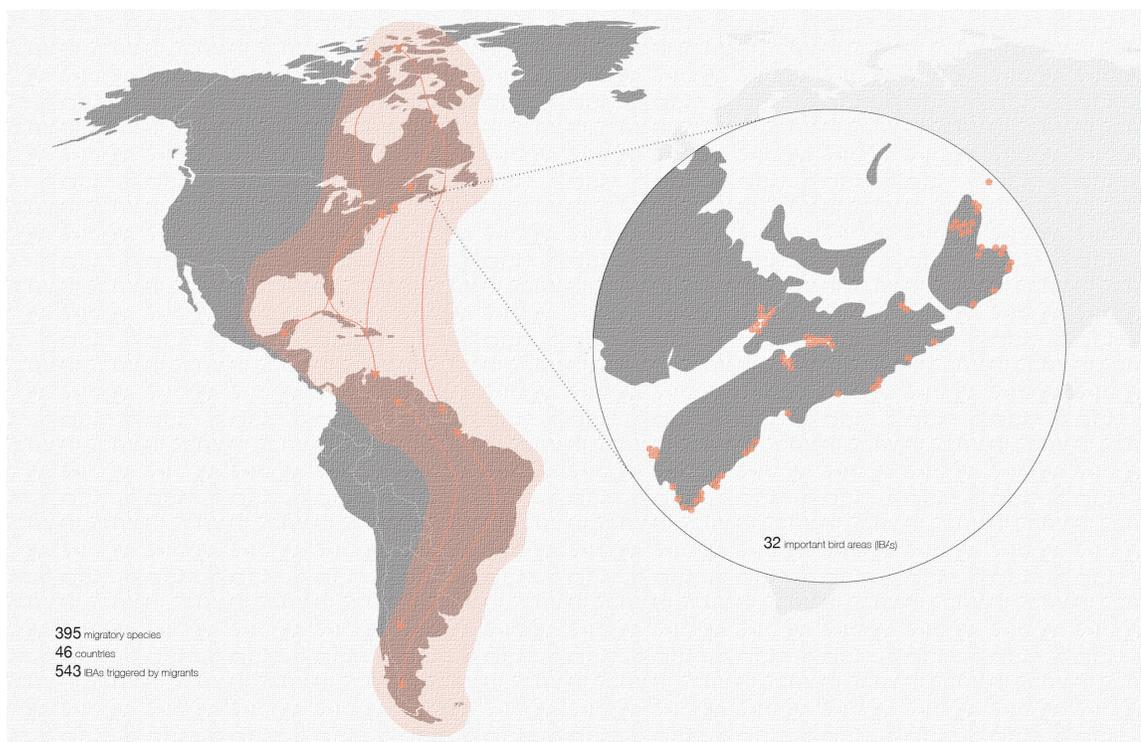 32 important bird areas (IBA's)
395 migratory species
46 countries
543 IBAs triggered by migrants